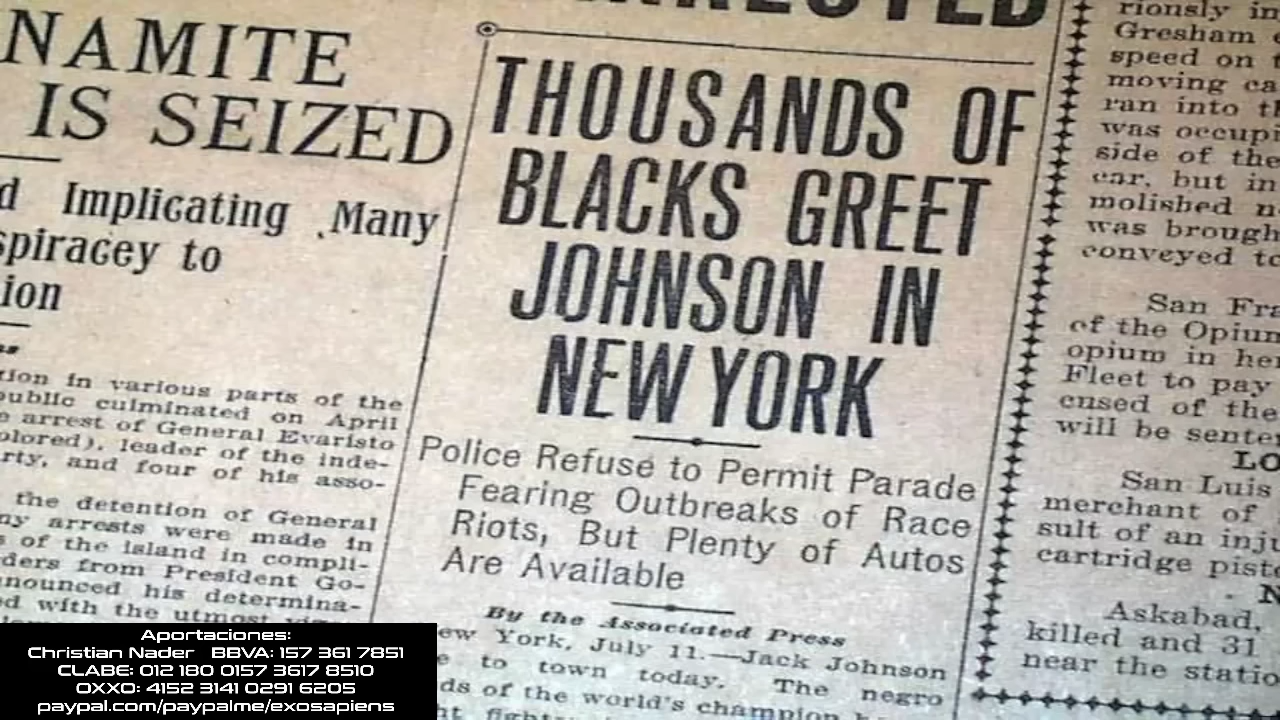 NAMITE
IS SEIZED
Implicating Many
spiracey to
ion
tion in various parts of the
public culminated on April
arrest of General Evaristo
olored), leader of the inde-
rty, and four of his asso-
the detention of General
ny arrests were made in
s of the island in compli-
ders from President Go-
nounced his determina-
ed with the utmost
THOUSANDS OF
BLACKS GREET
JOHNSON IN
NEW YORK
Police Refuse to Permit Parade
Fearing Outbreaks of Race
Riots, But Plenty of Autos
Are Available
By the Associated Press
ew York, July 11.—Jack Johnson
e to town today. The negro
ds of the world's champion
riously in
Gresham
speed on
moving ca
ran into th
was occupi
side of the
car, but in
molished
was brough
conveyed to
San Fra
of the Opium
opium in her
Fleet to pay
cused of the
will be senten
LO
San Luis
merchant of
sult of an inju
cartridge pisto
N
Askabad,
killed and 31
near the statio
Aportaciones:
Christian Nader BBVA: 157 361 7851
CLABE: 012 180 0157 3617 8510
OXXO: 4152 3141 0291 6205
paypal.com/paypalme/exosapiens